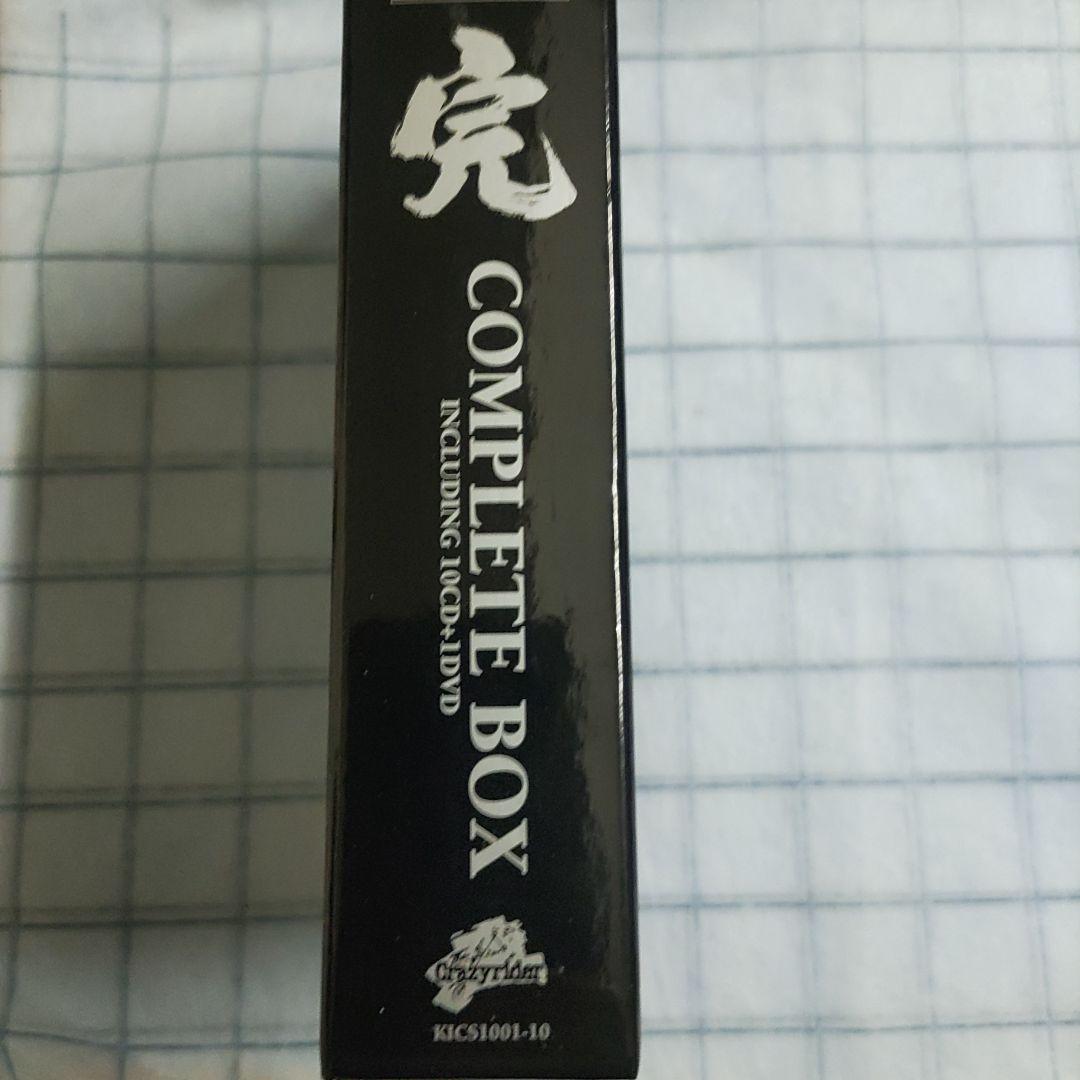 完
COMPLETE BOX
INCLUDING 10CD+1DVD
Crazyrider
KICS1001-10